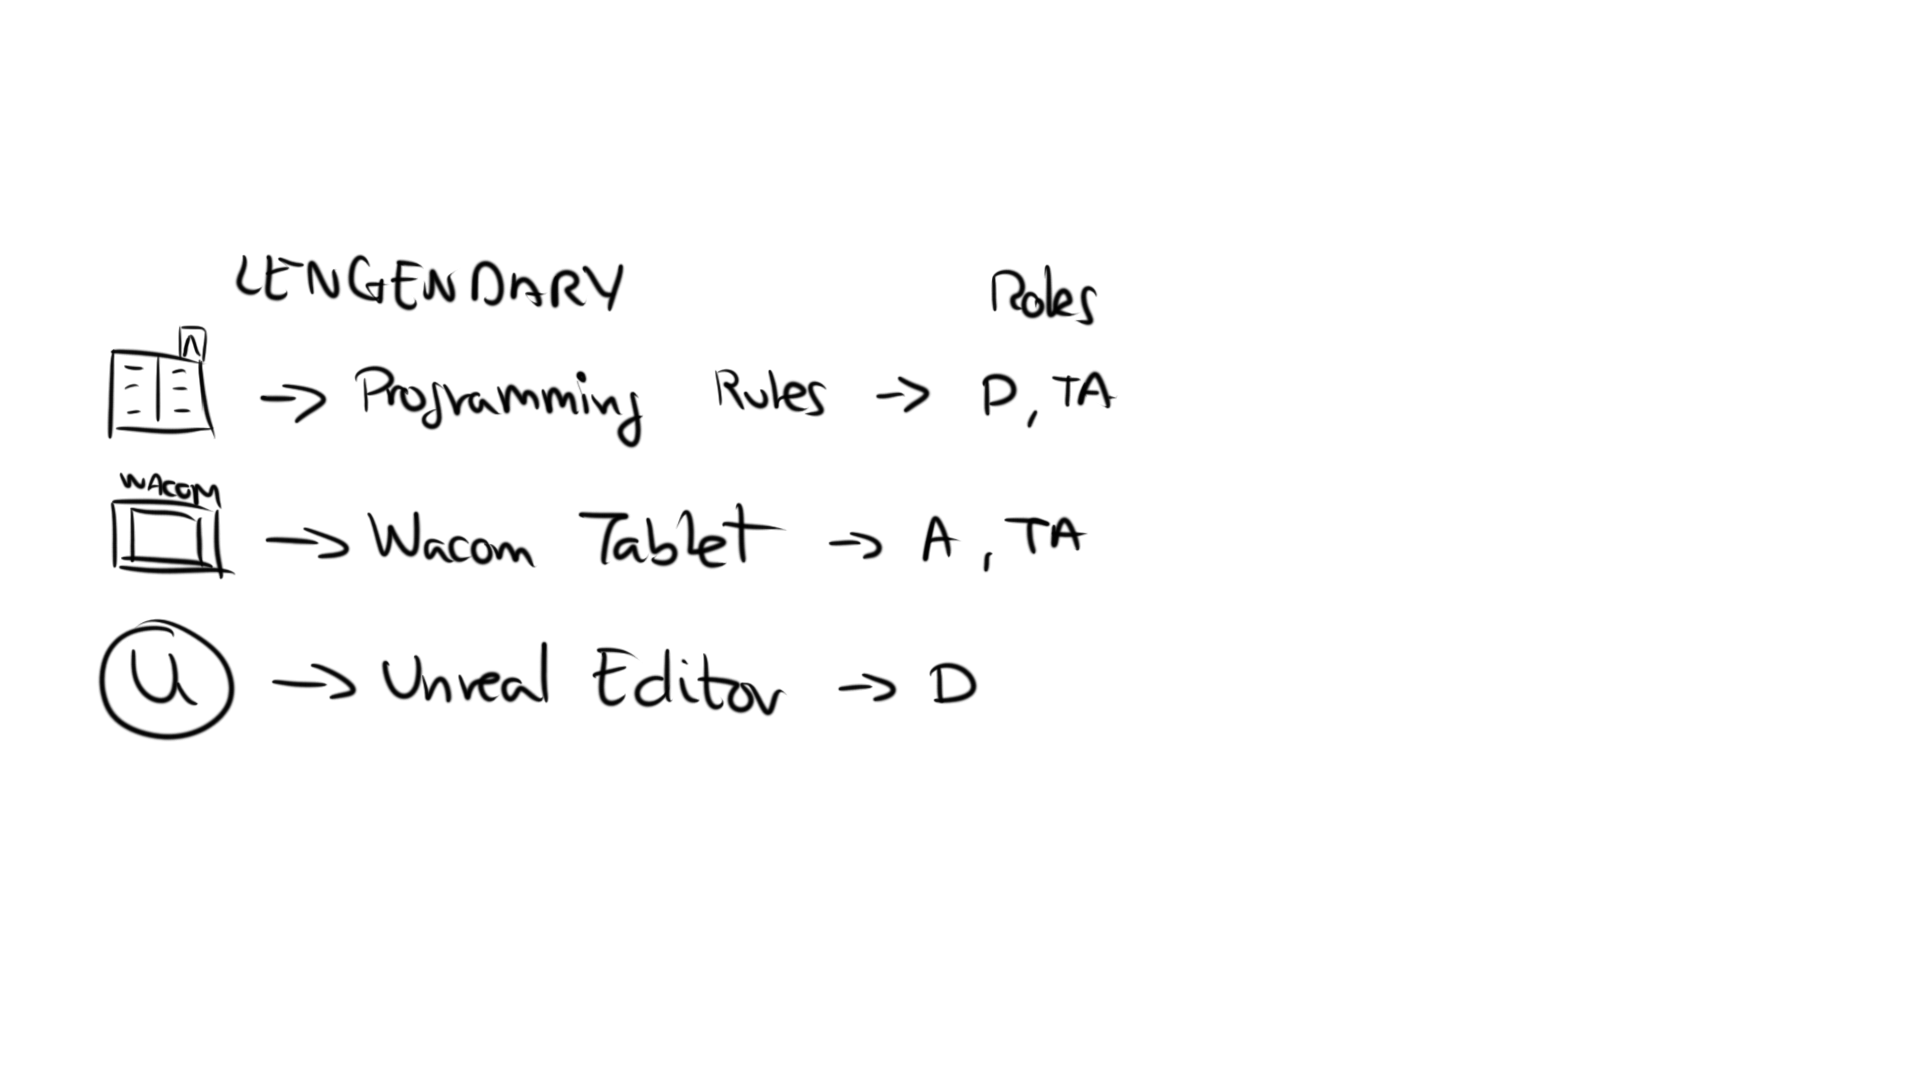 LENGENDARY Roles
→ Programming Rules → D, TA
WACOM
→ Wacom Tablet → A, TA
U → Unreal Editor → D